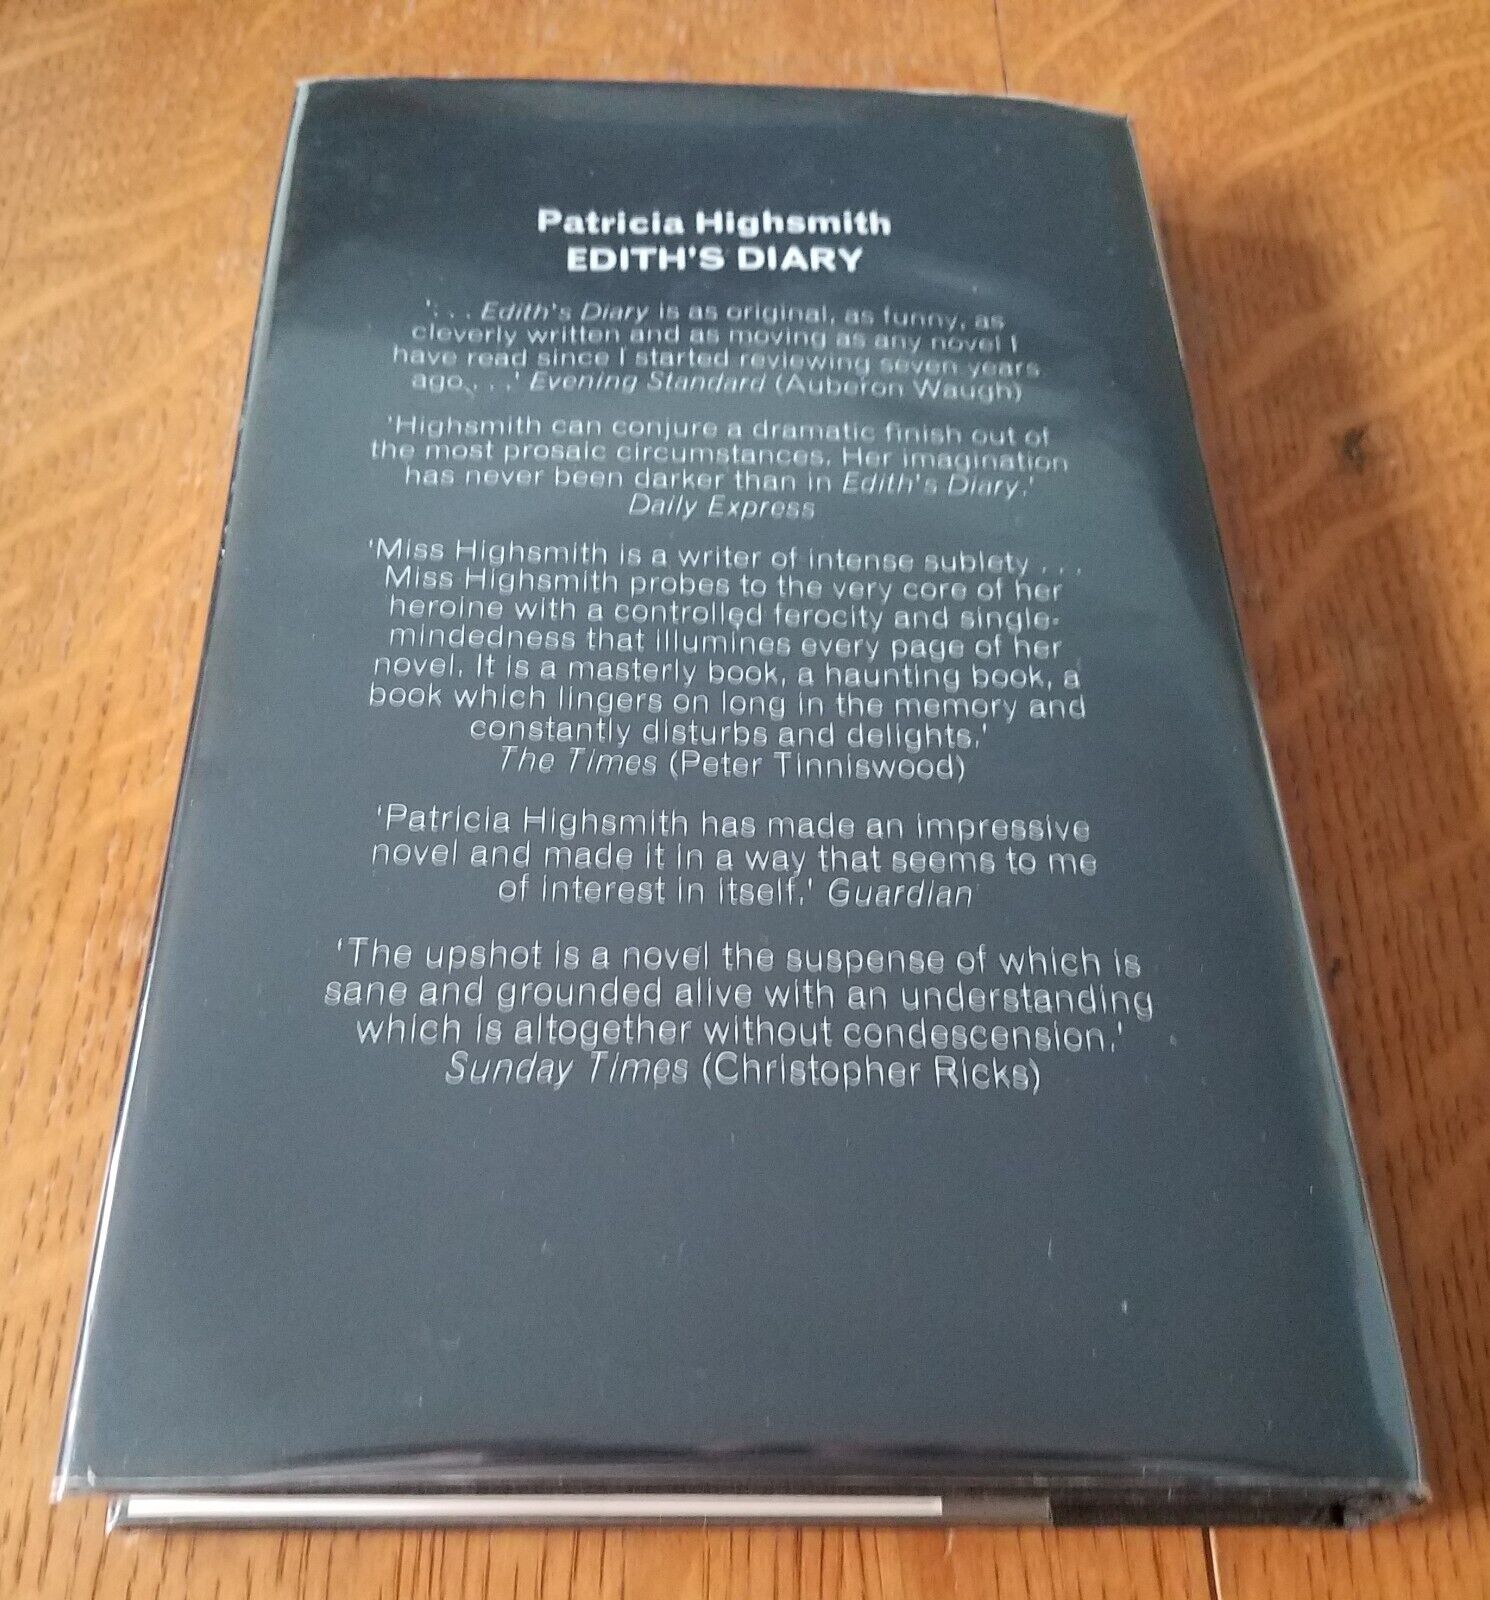 Patricia Highsmith
EDITH'S DIARY
'. . . Edith's Diary is as original, as funny, as
cleverly written and as moving as any novel I
have read since I started reviewing seven years
ago. . . .' Evening Standard (Auberon Waugh)
'Highsmith can conjure a dramatic finish out of
the most prosaic circumstances. Her imagination
has never been darker than in Edith's Diary.'
Daily Express
'Miss Highsmith is a writer of intense sublety . . .
Miss Highsmith probes to the very core of her
heroine with a controlled ferocity and single-
mindedness that illumines every page of her
novel. It is a masterly book, a haunting book, a
book which lingers on long in the memory and
constantly disturbs and delights.'
The Times (Peter Tinniswood)
'Patricia Highsmith has made an impressive
novel and made it in a way that seems to me
of interest in itself.' Guardian
'The upshot is a novel the suspense of which is
sane and grounded alive with an understanding
which is altogether without condescension.'
Sunday Times (Christopher Ricks)